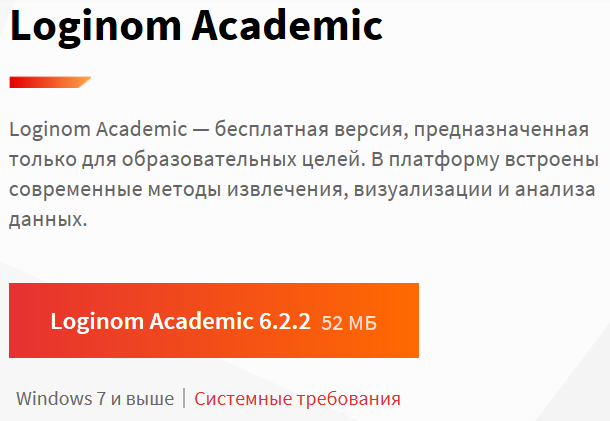 Loginom Academic
Loginom Academic — бесплатная версия, предназначенная
только для образовательных целей. В платформу встроены
современные методы извлечения, визуализации и анализа
данных.
Loginom Academic 6.2.2 52 МБ
Windows 7 и выше | Системные требования